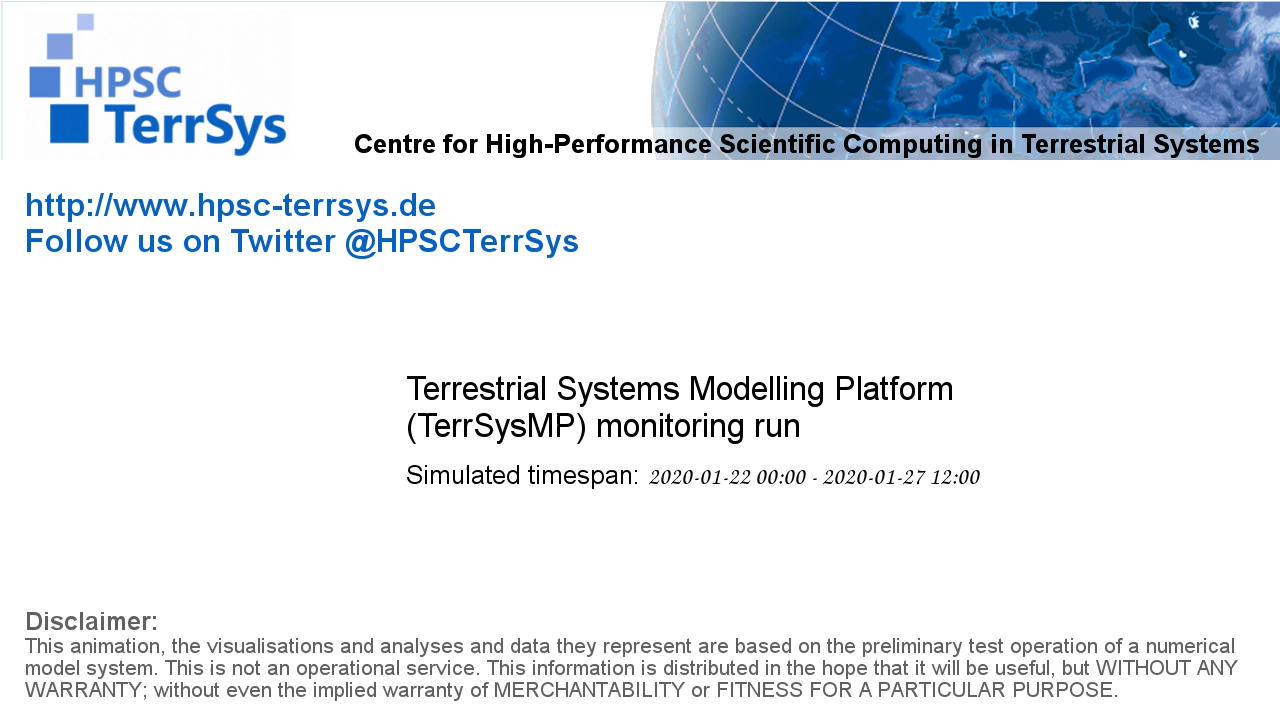 HPSC
TerrSys
Centre for High-Performance Scientific Computing in Terrestrial Systems
http://www.hpsc-terrsys.de
Follow us on Twitter @HPSCTerrSys
Terrestrial Systems Modelling Platform
(TerrSysMP) monitoring run
Simulated timespan: 2020-01-22 00:00 - 2020-01-27 12:00
Disclaimer:
This animation, the visualisations and analyses and data they represent are based on the preliminary test operation of a numerical
model system. This is not an operational service. This information is distributed in the hope that it will be useful, but WITHOUT ANY
WARRANTY; without even the implied warranty of MERCHANTABILITY or FITNESS FOR A PARTICULAR PURPOSE.